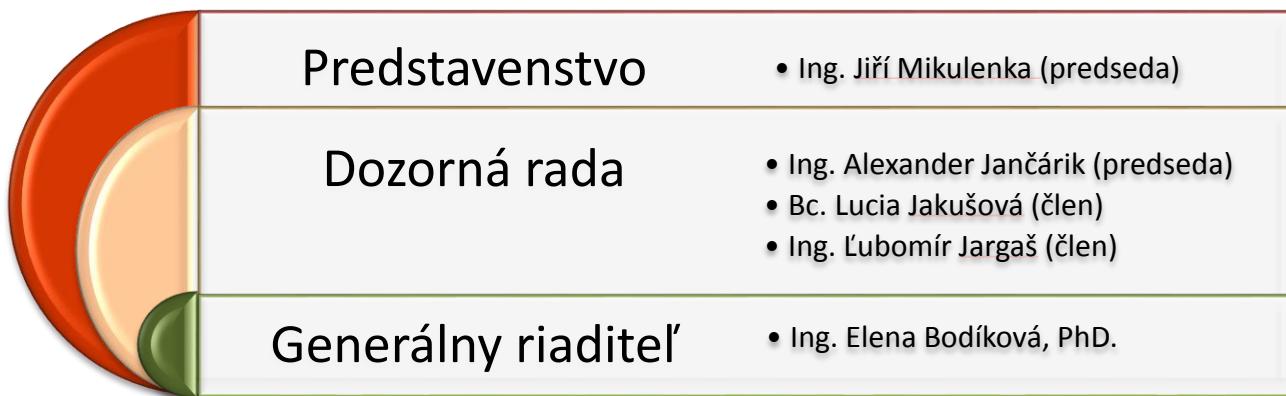 Predstavenstvo
• Ing. Jiří Mikulenka (predseda)
Dozorná rada
• Ing. Alexander Jančárik (predseda)
• Bc. Lucia Jakušová (člen)
• Ing. Ľubomír Jargaš (člen)
Generálny riaditeľ
• Ing. Elena Bodíková, PhD.